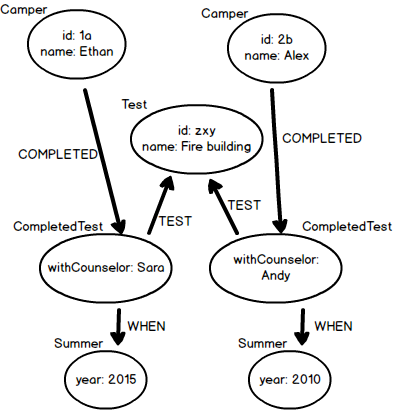 Camper
id: 1a
name: Ethan
Camper
id: 2b
name: Alex
Test
id: zxy
name: Fire building
COMPLETED
COMPLETED
TEST
TEST
CompletedTest
withCounselor: Sara
CompletedTest
withCounselor:
Andy
WHEN
WHEN
Summer
year: 2015
Summer
year: 2010